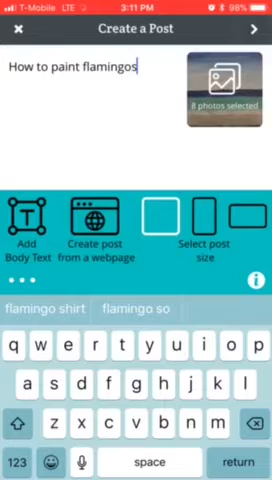 T-Mobile LTE 3:11 PM 98%
Create a Post
How to paint flamingos
8 photos selected
Add
Body Text
Create post
from a webpage
Select post
size
flamingo shirt flamingo so
q w e r t y u i o p
a s d f g h j k l
z x c v b n m
123 space return